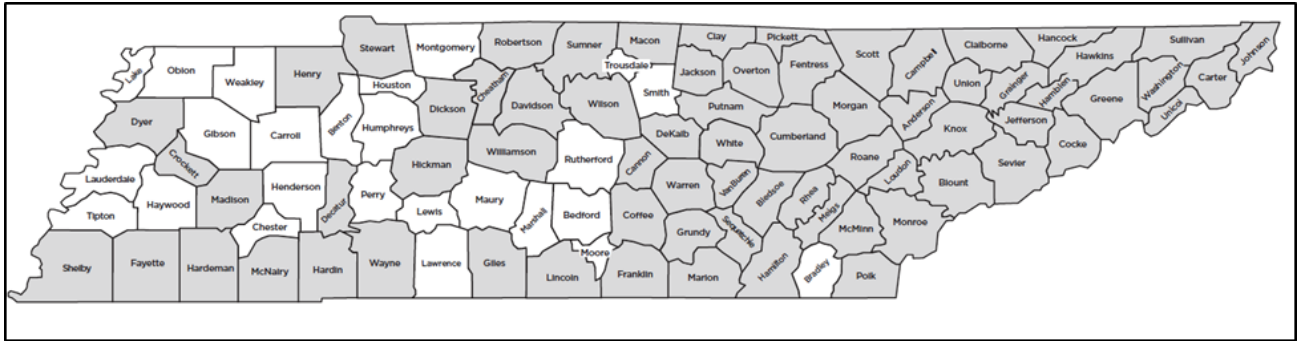 Stewart
Montgomery
Robertson
Sumner
Macon
Clay
Pickett
Scott
Campbell
Claiborne
Hancock
Hawkins
Sullivan
Johnson
Lake
Obion
Weakley
Henry
Houston
Cheatham
Trousdale
Smith
Jackson
Overton
Fentress
Union
Grainger
Hamblen
Greene
Washington
Carter
Unicoi
Dyer
Gibson
Carroll
Benton
Humphreys
Dickson
Davidson
Wilson
Putnam
Morgan
Anderson
Knox
Jefferson
Cocke
Crockett
Hickman
Williamson
Rutherford
DeKalb
White
Cumberland
Roane
Loudon
Blount
Sevier
Lauderdale
Haywood
Madison
Henderson
Decatur
Perry
Lewis
Maury
Marshall
Bedford
Cannon
Warren
VanBuren
Bledsoe
Rhea
Meigs
McMinn
Monroe
Tipton
Chester
Coffee
Grundy
Sequatchie
Moore
Shelby
Fayette
Hardeman
McNairy
Hardin
Wayne
Lawrence
Giles
Lincoln
Franklin
Marion
Hamilton
Bradley
Polk